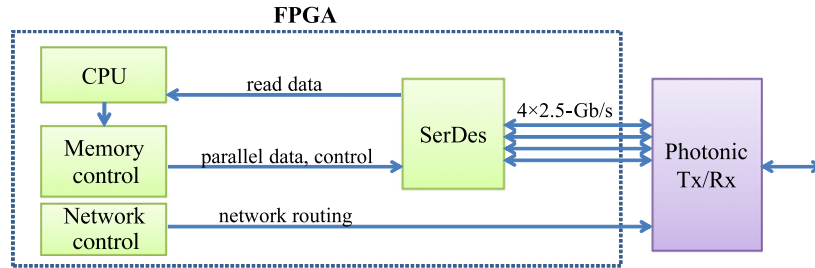 FPGA
CPU
read data
4×2.5-Gb/s
SerDes
Memory
control
parallel data, control
Photonic
Tx/Rx
Network
control
network routing